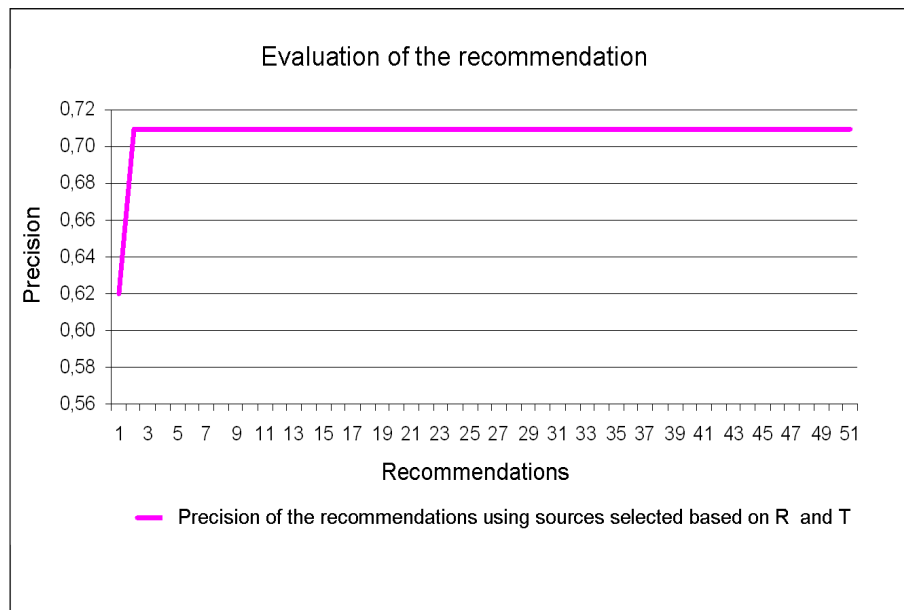 Evaluation of the recommendation
0,72
0,70
0,68
0,66
0,64
0,62
0,60
0,58
0,56
Precision
1 3 5 7 9 11 13 15 17 19 21 23 25 27 29 31 33 35 37 39 41 43 45 47 49 51
Recommendations
Precision of the recommendations using sources selected based on R and T